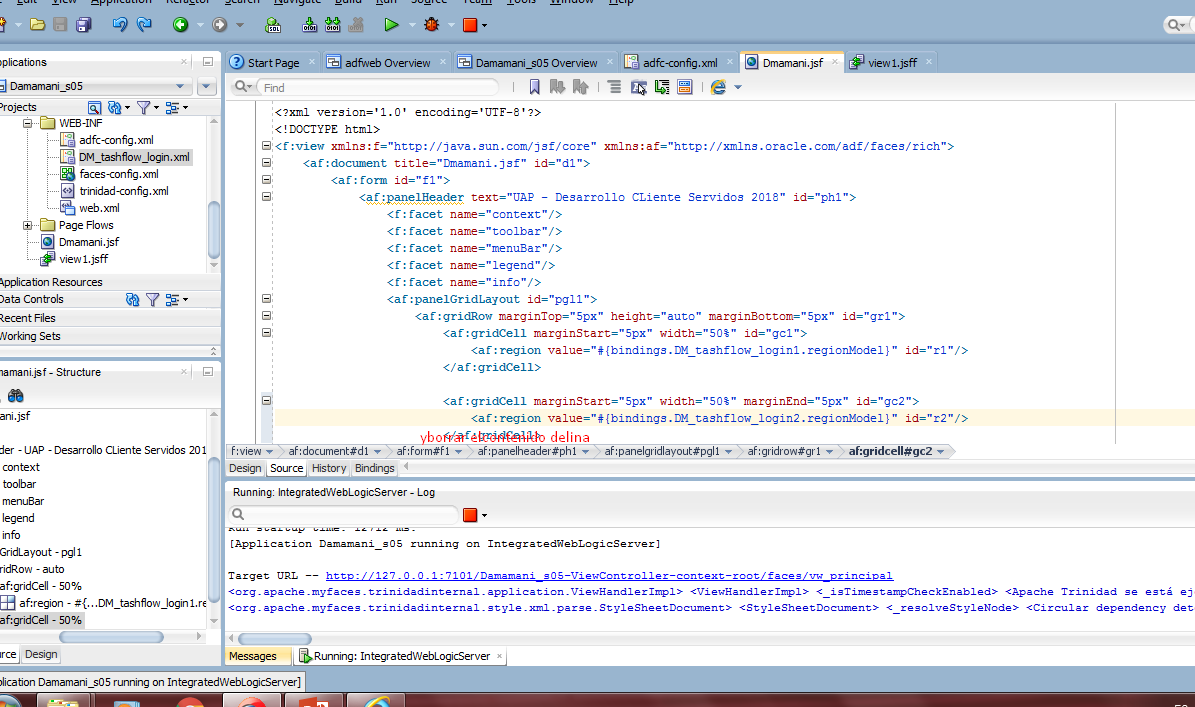 Edit View Application Refactor Search Navigate Build Run Source Team Tools Window Help
Applications
Damamani_s05
Projects
WEB-INF
adfc-config.xml
DM_tashflow_login.xml
faces-config.xml
trinidad-config.xml
web.xml
Page Flows
Dmamani.jsf
view1.jsff
Application Resources
Data Controls
Recent Files
Working Sets
mamani.jsf - Structure
ani.jsf
der - UAP - Desarrollo CLiente Servidos 201
context
toolbar
menuBar
legend
info
GridLayout - pgl1
ridRow - auto
af:gridCell - 50%
af:region - #{...DM_tashflow_login1.re
af:gridCell - 50%
rce Design
Start Page adfweb Overview Damamani_s05 Overview adfc-config.xml Dmamani.jsf view1.jsff
Find
<?xml version='1.0' encoding='UTF-8'?>
<!DOCTYPE html>
<f:view xmlns:f="http://java.sun.com/jsf/core" xmlns:af="http://xmlns.oracle.com/adf/faces/rich">
<af:document title="Dmamani.jsf" id="d1">
<af:form id="f1">
<af:panelHeader text="UAP - Desarrollo CLiente Servidos 2018" id="ph1">
<f:facet name="context"/>
<f:facet name="toolbar"/>
<f:facet name="menuBar"/>
<f:facet name="legend"/>
<f:facet name="info"/>
<af:panelGridLayout id="pgl1">
<af:gridRow marginTop="5px" height="auto" marginBottom="5px" id="gr1">
<af:gridCell marginStart="5px" width="50%" id="gc1">
<af:region value="#{bindings.DM_tashflow_login1.regionModel}" id="r1"/>
</af:gridCell>
<af:gridCell marginStart="5px" width="50%" marginEnd="5px" id="gc2">
<af:region value="#{bindings.DM_tashflow_login2.regionModel}" id="r2"/>
</af:gridCell>
yborrar el contenido delina
f:view af:document#d1 af:form#f1 af:panelheader#ph1 af:panelgridlayout#pgl1 af:gridrow#gr1 af:gridcell#gc2
Design Source History Bindings
Running: IntegratedWebLogicServer - Log
Run startup time: 12712 ms.
[Application Damamani_s05 running on IntegratedWebLogicServer]
Target URL -- http://127.0.0.1:7101/Damamani_s05-ViewController-context-root/faces/vw_principal
<org.apache.myfaces.trinidadinternal.application.ViewHandlerImpl> <ViewHandlerImpl> <_isTimestampCheckEnabled> <Apache Trinidad se está eje
<org.apache.myfaces.trinidadinternal.style.xml.parse.StyleSheetDocument> <StyleSheetDocument> <_resolveStyleNode> <Circular dependency dete
Messages Running: IntegratedWebLogicServer
plication Damamani_s05 running on IntegratedWebLogicServer]